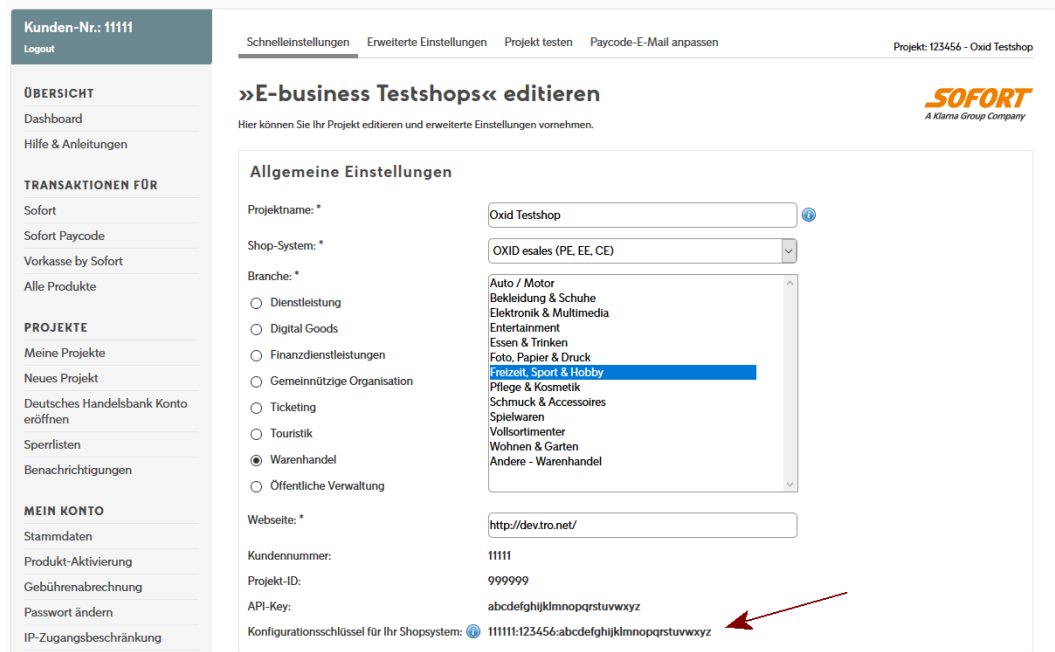 Kunden-Nr.: 11111
Logout
ÜBERSICHT
Dashboard
Hilfe & Anleitungen
TRANSAKTIONEN FÜR
Sofort
Sofort Paycode
Vorkasse by Sofort
Alle Produkte
PROJEKTE
Meine Projekte
Neues Projekt
Deutsches Handelsbank Konto
eröffnen
Sperrlisten
Benachrichtigungen
MEIN KONTO
Stammdaten
Produkt-Aktivierung
Gebührenabrechnung
Passwort ändern
IP-Zugangsbeschränkung
Schnelleinstellungen Erweiterte Einstellungen Projekt testen Paycode-E-Mail anpassen
Projekt: 123456 - Oxid Testshop
»E-business Testshops« editieren
Hier können Sie Ihr Projekt editieren und erweiterte Einstellungen vornehmen.
SOFORT
A Klarna Group Company
Allgemeine Einstellungen
Projektname: * Oxid Testshop
Shop-System: * OXID esales (PE, EE, CE)
Branche: *
Dienstleistung
Digital Goods
Finanzdienstleistungen
Gemeinnützige Organisation
Ticketing
Touristik
Warenhandel
Öffentliche Verwaltung
Auto / Motor
Bekleidung & Schuhe
Elektronik & Multimedia
Entertainment
Essen & Trinken
Foto, Papier & Druck
Freizeit, Sport & Hobby
Pflege & Kosmetik
Schmuck & Accessoires
Spielwaren
Vollsortimenter
Wohnen & Garten
Andere - Warenhandel
Webseite: * http://dev.tro.net/
Kundennummer: 11111
Projekt-ID: 999999
API-Key: abcdefghijklmnopqrstuvwxyz
Konfigurationsschlüssel für Ihr Shopsystem: 111111:123456:abcdefghijklmnopqrstuvwxyz